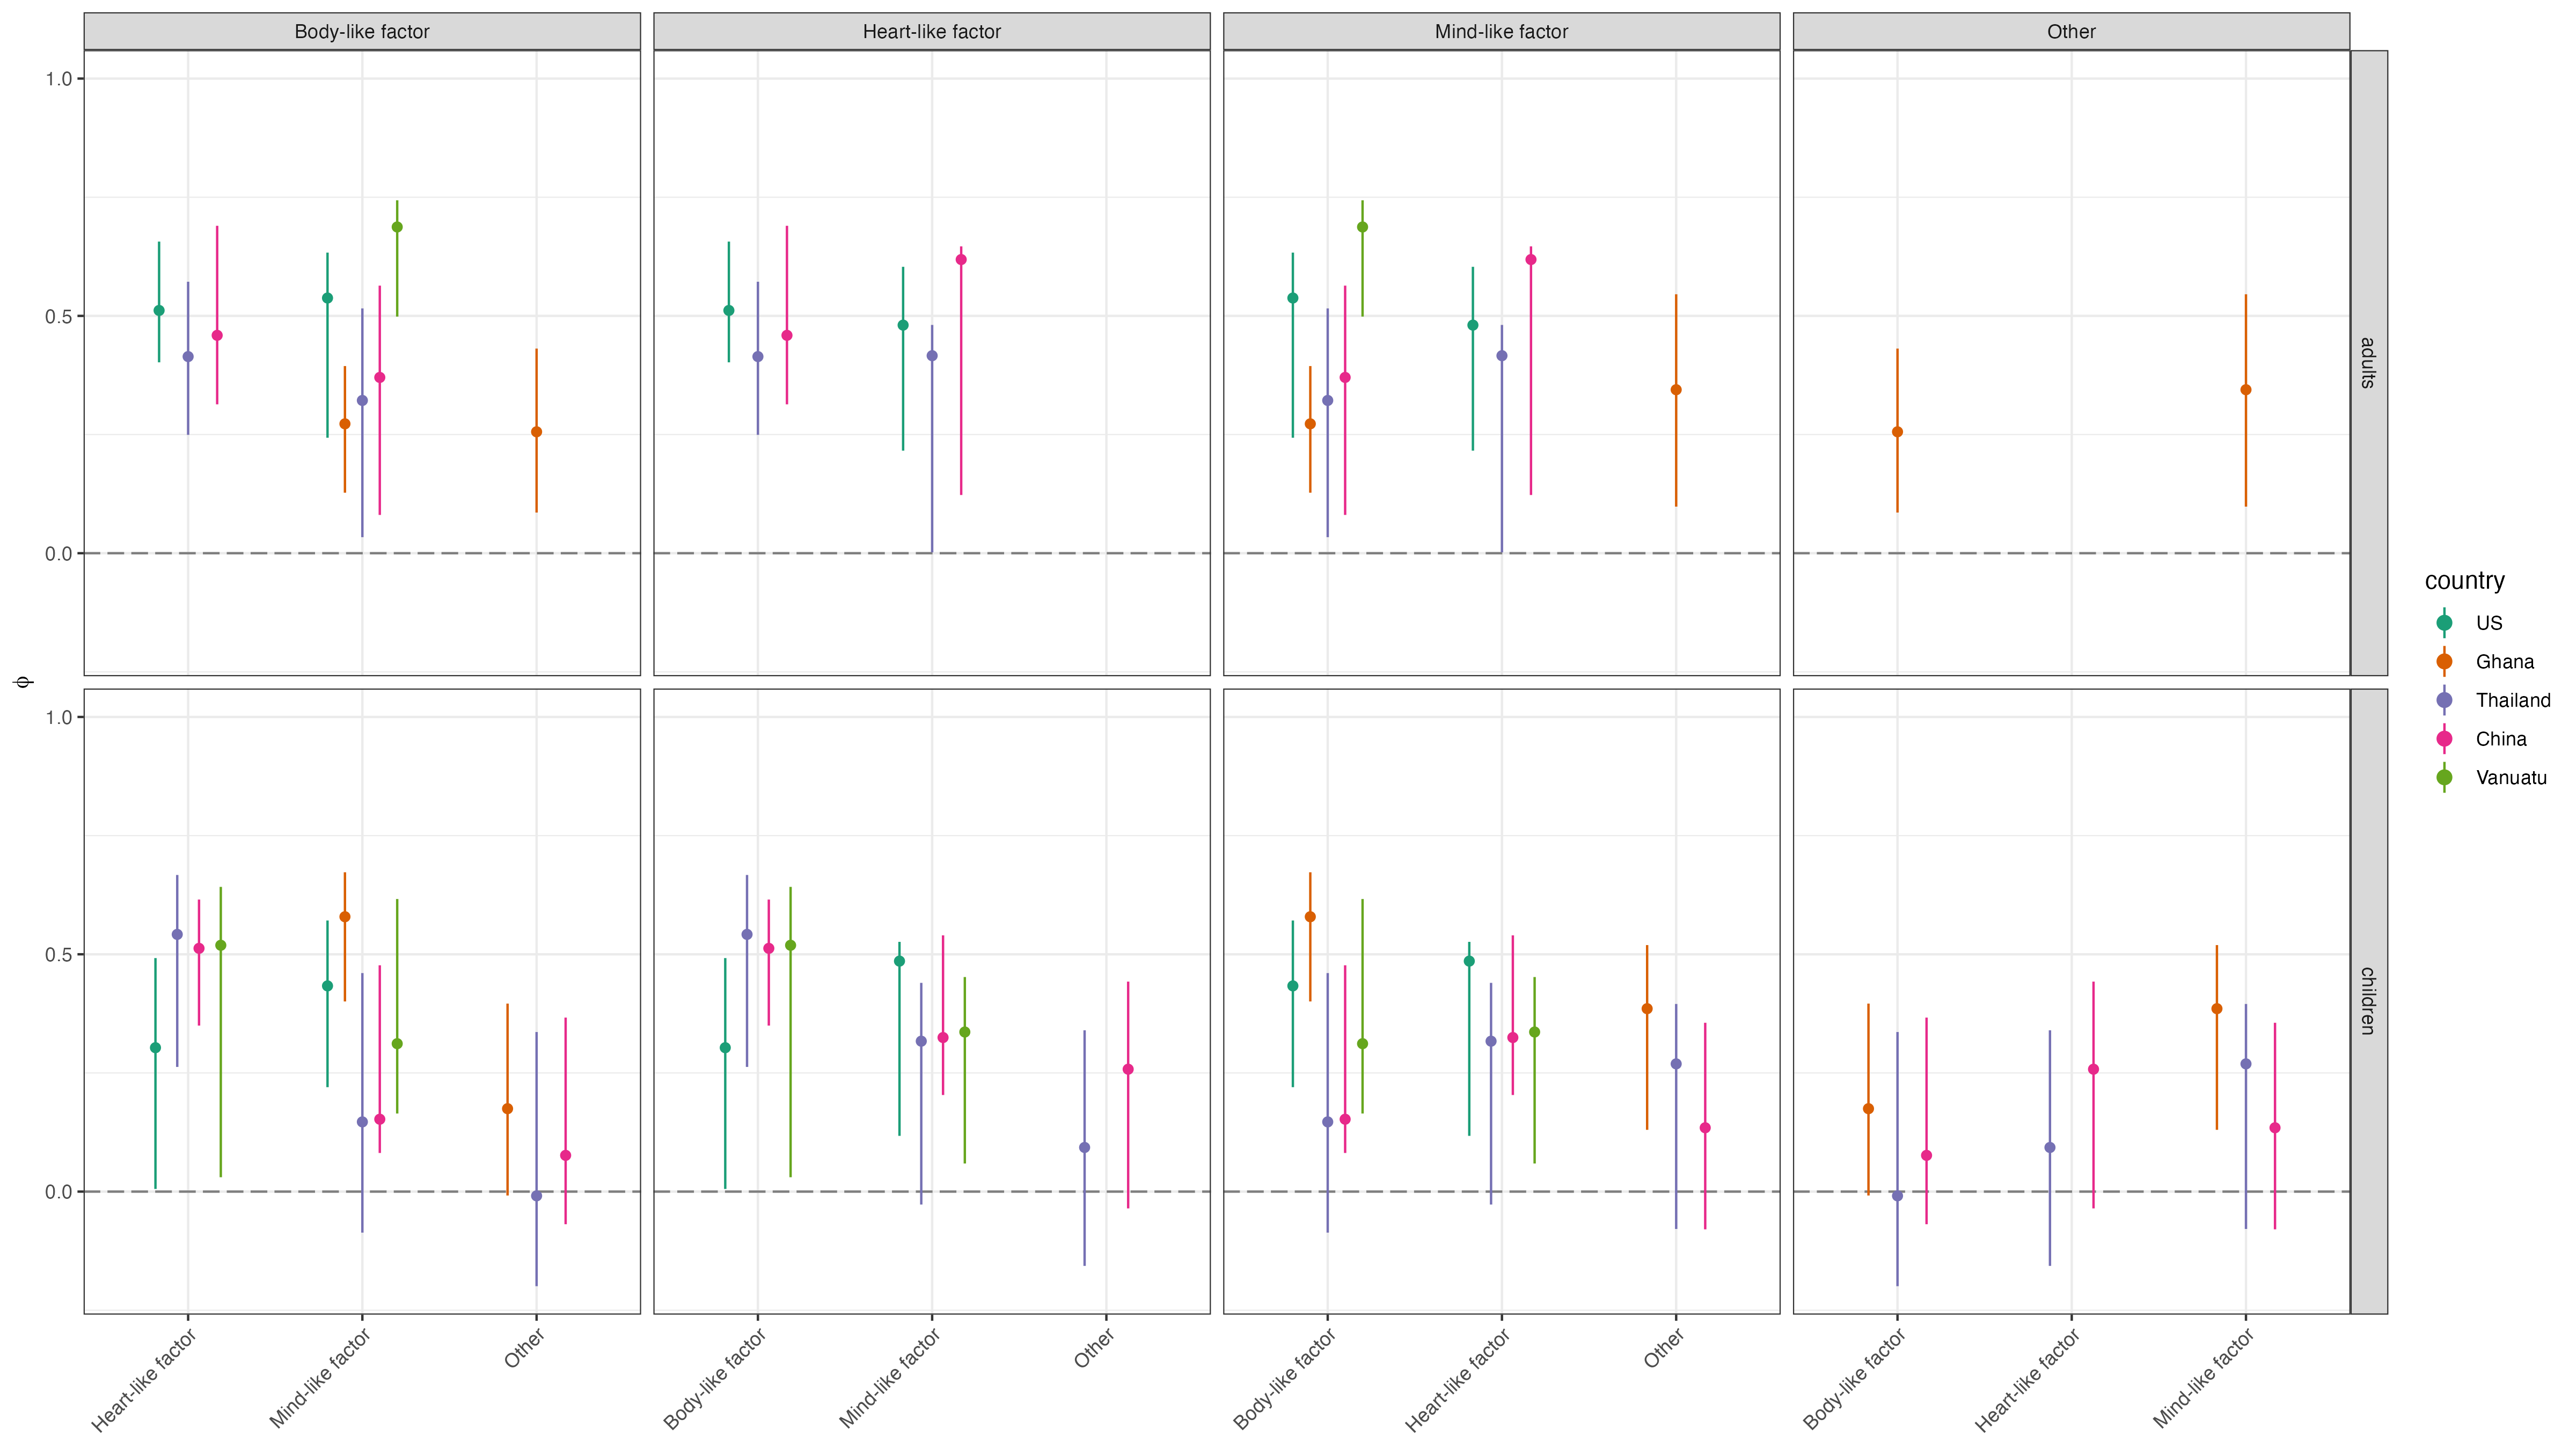 Body-like factor
Heart-like factor
Mind-like factor
Other
1.0
0.5
0.0
adults
ϕ
1.0
0.5
0.0
children
Heart-like factor
Mind-like factor
Other
Body-like factor
Mind-like factor
Other
Body-like factor
Heart-like factor
Other
Body-like factor
Heart-like factor
Mind-like factor
country
US
Ghana
Thailand
China
Vanuatu